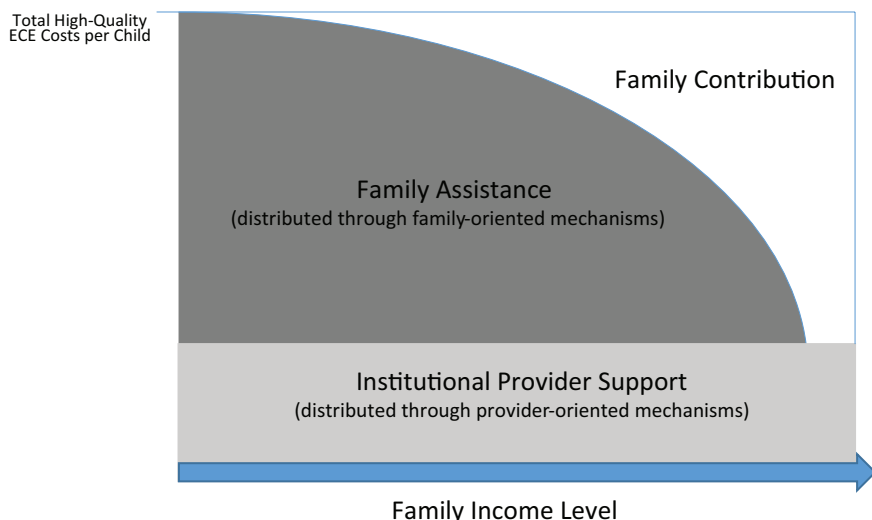 Total High-Quality
ECE Costs per Child
Family Contribution
Family Assistance
(distributed through family-oriented mechanisms)
Institutional Provider Support
(distributed through provider-oriented mechanisms)
Family Income Level